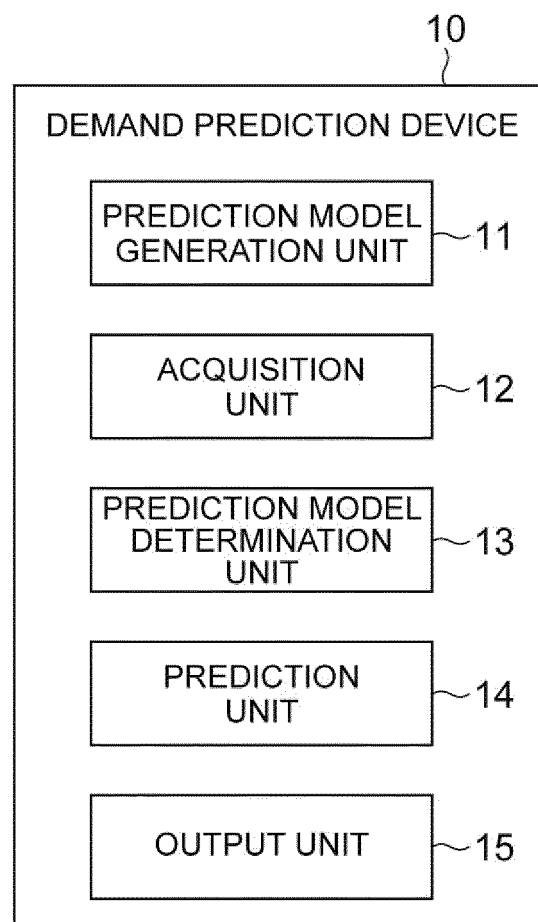 10
DEMAND PREDICTION DEVICE
PREDICTION MODEL
GENERATION UNIT
11
ACQUISITION
UNIT
12
PREDICTION MODEL
DETERMINATION
UNIT
13
PREDICTION
UNIT
14
OUTPUT UNIT
15